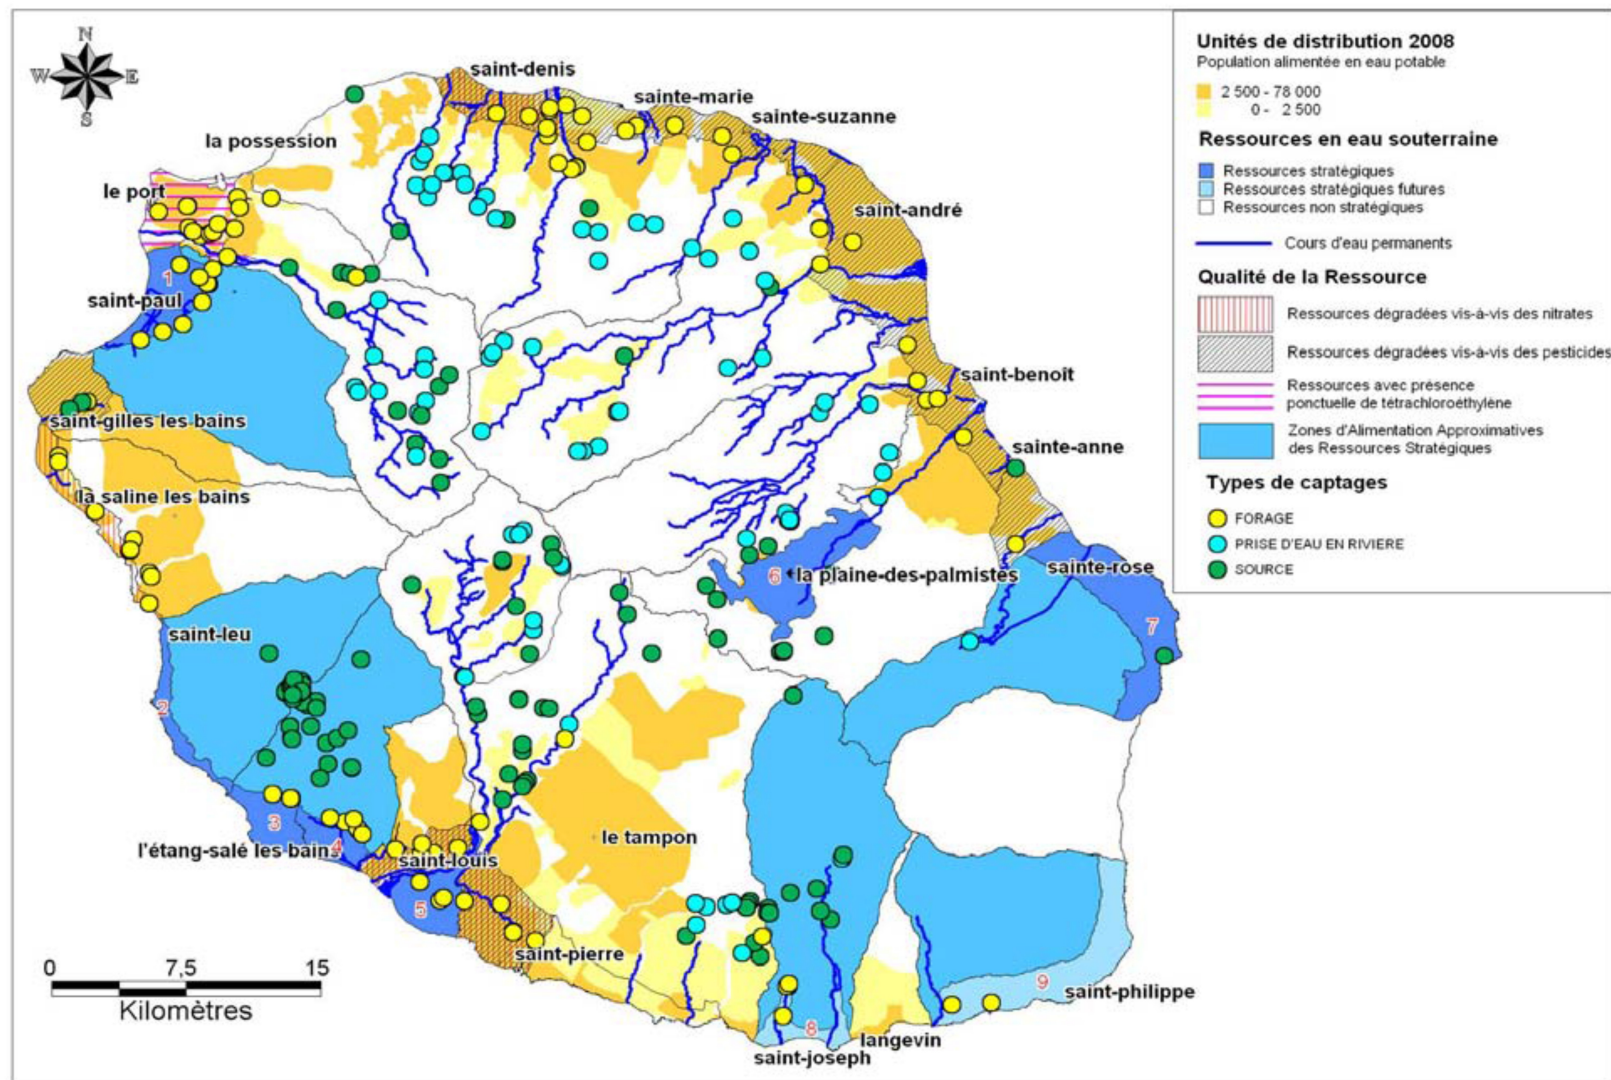 N
W
E
S
saint-denis
sainte-marie
sainte-suzanne
la possession
le port
saint-andré
1
saint-paul
saint-benoît
saint-gilles les bains
sainte-anne
la saline les bains
6
la plaine-des-palmistes
sainte-rose
saint-leu
7
2
3
4
l'étang-salé les bains
le tampon
saint-louis
5
saint-pierre
9
saint-philippe
8
langevin
saint-joseph
0 7,5 15
Kilomètres
Unités de distribution 2008
Population alimentée en eau potable
2 500 - 78 000
0 - 2 500
Ressources en eau souterraine
Ressources stratégiques
Ressources stratégiques futures
Ressources non stratégiques
Cours d'eau permanents
Qualité de la Ressource
Ressources dégradées vis-à-vis des nitrates
Ressources dégradées vis-à-vis des pesticides
Ressources avec présence
ponctuelle de tétrachloroéthylène
Zones d'Alimentation Approximatives
des Ressources Stratégiques
Types de captages
FORAGE
PRISE D'EAU EN RIVIERE
SOURCE